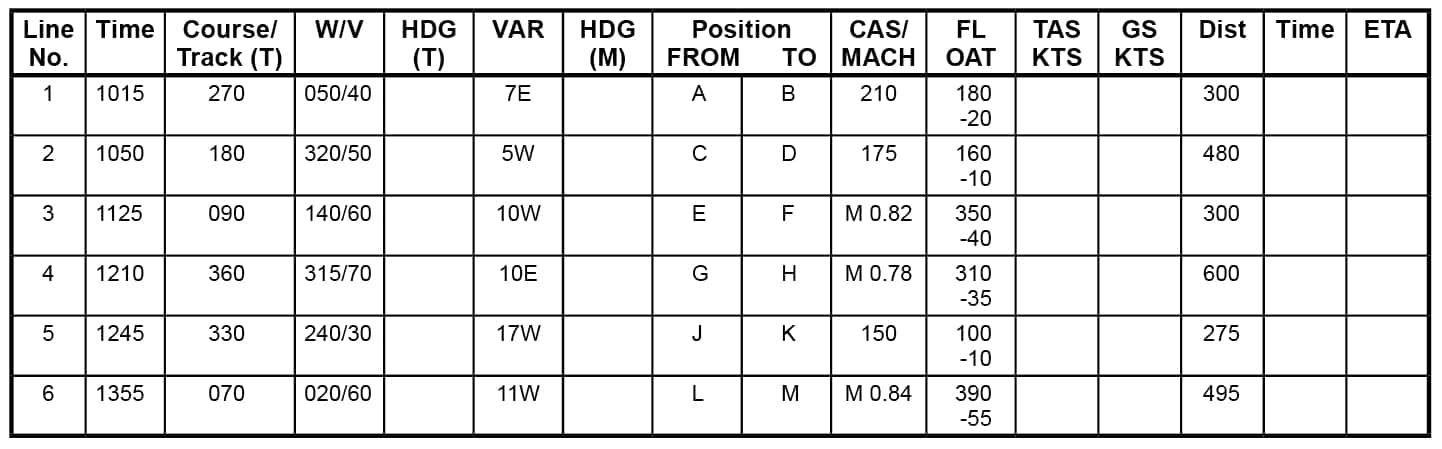 Line Time Course/ W/V HDG VAR HDG Position CAS/ FL TAS GS Dist Time ETA
No. Track (T) (T) (M) FROM TO MACH OAT KTS KTS
1 1015 270 050/40 7E A B 210 180 300
-20
2 1050 180 320/50 5W C D 175 160 480
-10
3 1125 090 140/60 10W E F M 0.82 350 300
-40
4 1210 360 315/70 10E G H M 0.78 310 600
-35
5 1245 330 240/30 17W J K 150 100 275
-10
6 1355 070 020/60 11W L M M 0.84 390 495
-55